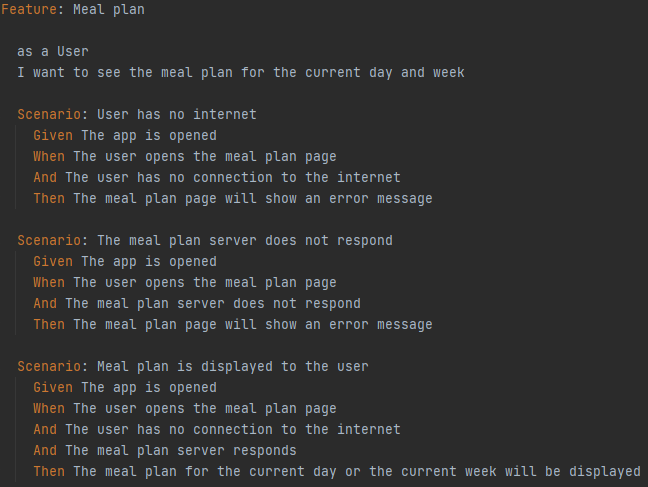 Feature: Meal plan
as a User
I want to see the meal plan for the current day and week
Scenario: User has no internet
Given The app is opened
When The user opens the meal plan page
And The user has no connection to the internet
Then The meal plan page will show an error message
Scenario: The meal plan server does not respond
Given The app is opened
When The user opens the meal plan page
And The meal plan server does not respond
Then The meal plan page will show an error message
Scenario: Meal plan is displayed to the user
Given The app is opened
When The user opens the meal plan page
And The user has no connection to the internet
And The meal plan server responds
Then The meal plan for the current day or the current week will be displayed